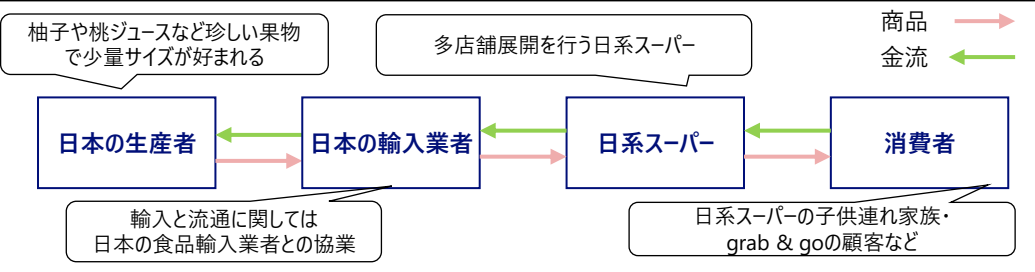 柚子や桃ジュースなど珍しい果物
で少量サイズが好まれる
多店舗展開を行う日系スーパー
商品
金流
日本の生産者
日本の輸入業者
日系スーパー
消費者
輸入と流通に関しては
日本の食品輸入業者との協業
日系スーパーの子供連れ家族・
grab & goの顧客など